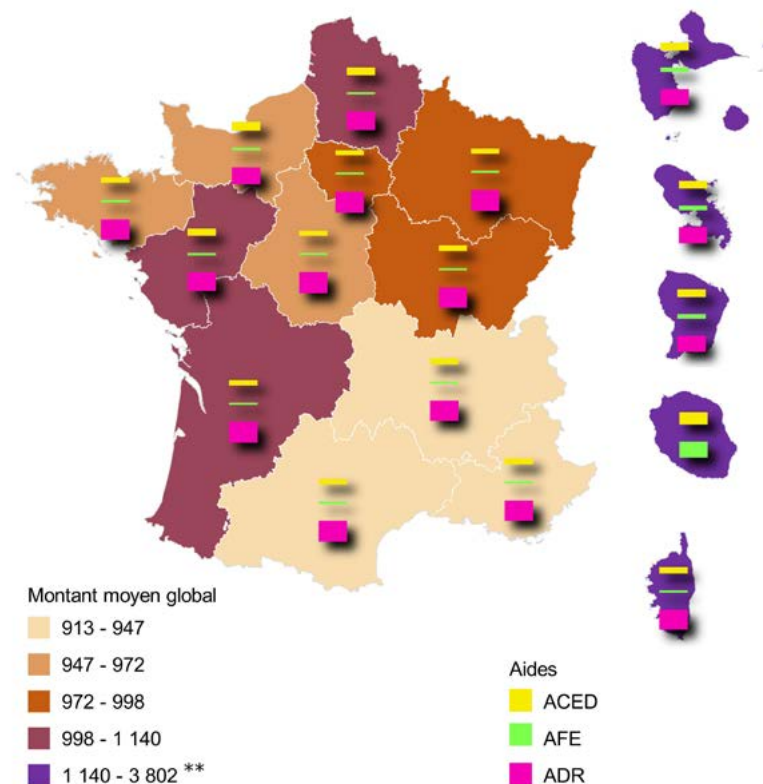 Montant moyen global
913 - 947
947 - 972
972 - 998
998 - 1 140
1 140 - 3 802 **
Aides
ACED
AFE
ADR